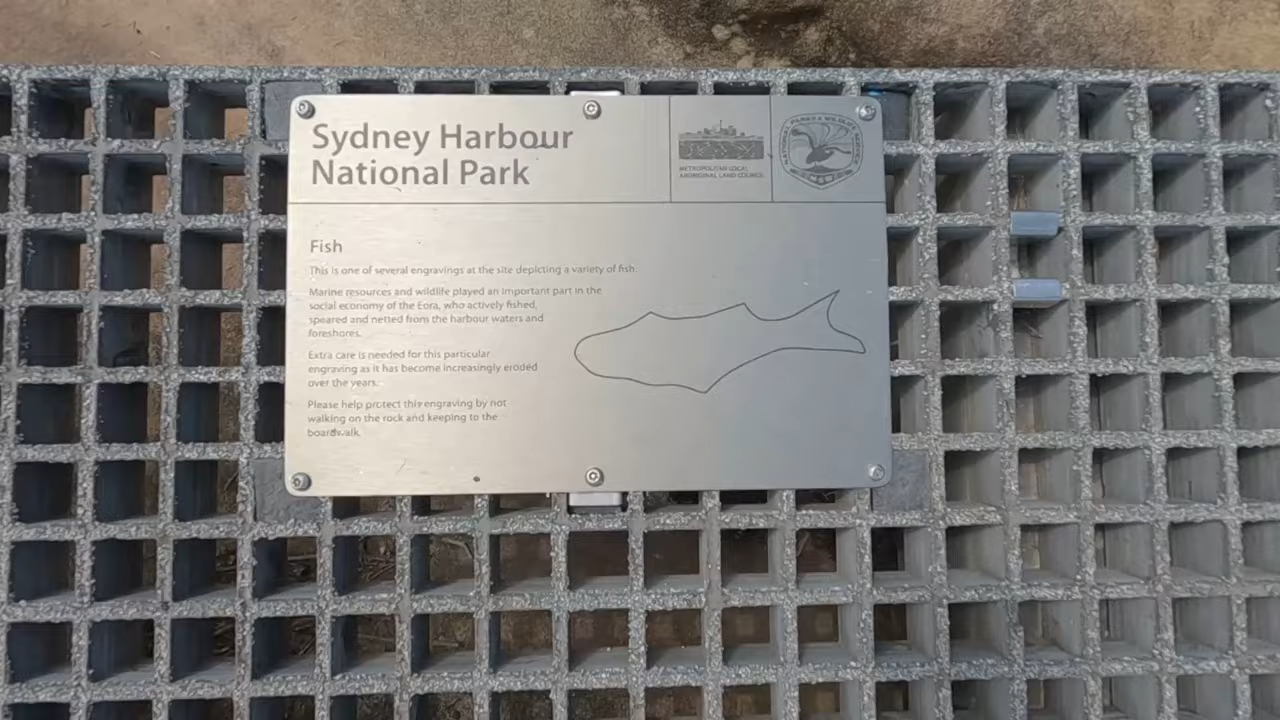 Sydney Harbour
National Park
METROPOLITAN LOCAL
ABORIGINAL LAND COUNCIL
NATIONAL PARKS & WILDLIFE SERVICE
Fish
This is one of several engravings at the site depicting a variety of fish.
Marine resources and wildlife played an important part in the
social economy of the Eora, who actively fished,
speared and netted from the harbour waters and
foreshores.
Extra care is needed for this particular
engraving as it has become increasingly eroded
over the years.
Please help protect this engraving by not
walking on the rock and keeping to the
boardwalk.